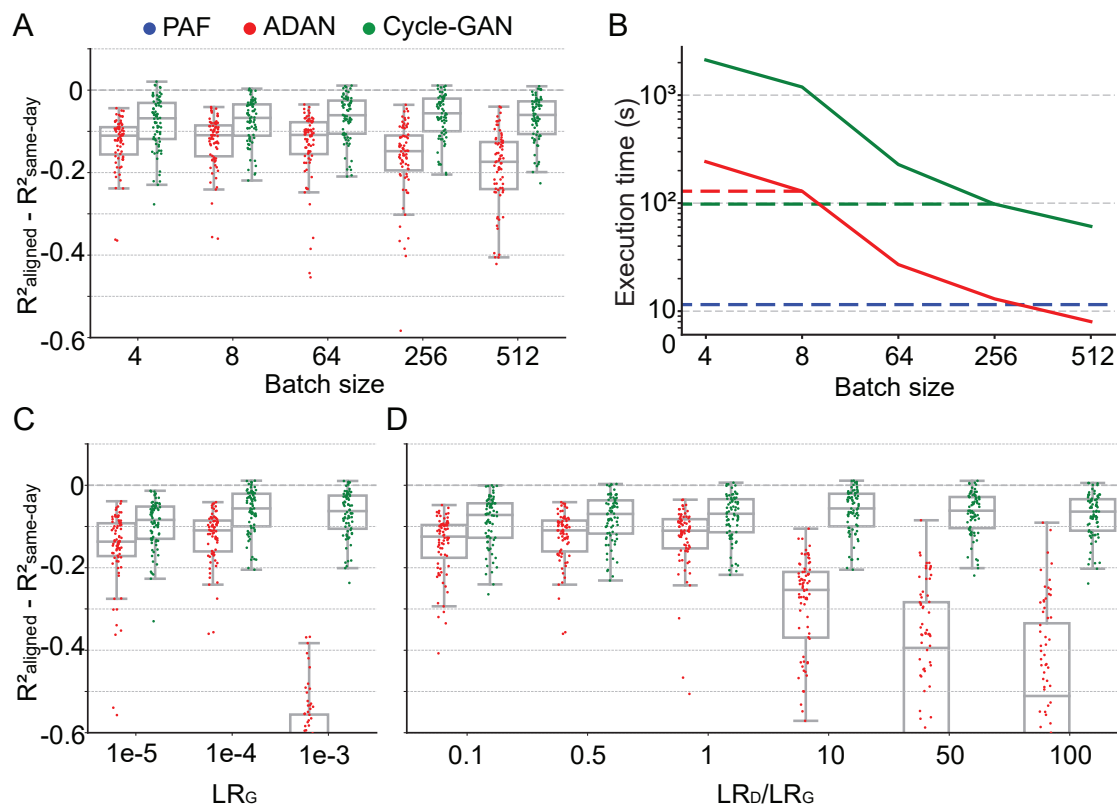 A
PAF ADAN Cycle-GAN
R²aligned - R²same-day
0
-0.2
-0.4
-0.6
4 8 64 256 512
Batch size
B
Execution time (s)
10³
10²
10
0
4 8 64 256 512
Batch size
C
R²aligned - R²same-day
0
-0.2
-0.4
-0.6
1e-5 1e-4 1e-3
LRG
D
0.1 0.5 1 10 50 100
LRD/LRG